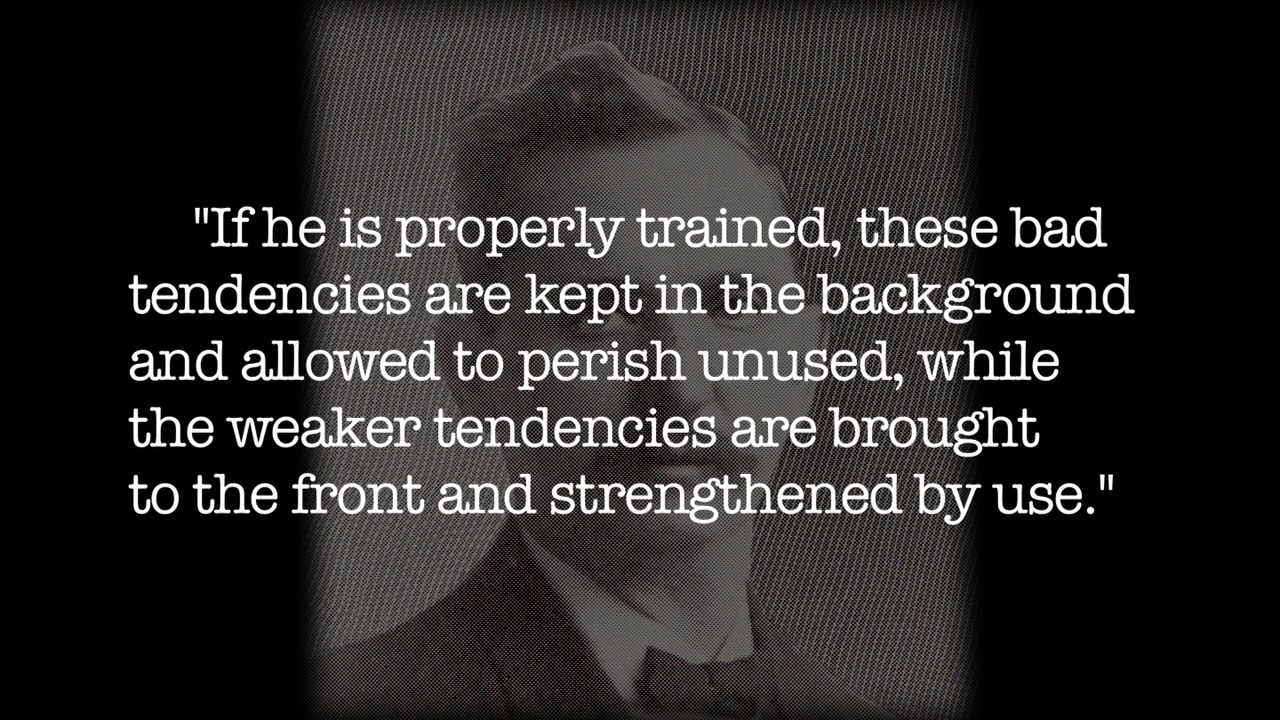 "If he is properly trained, these bad
tendencies are kept in the background
and allowed to perish unused, while
the weaker tendencies are brought
to the front and strengthened by use."